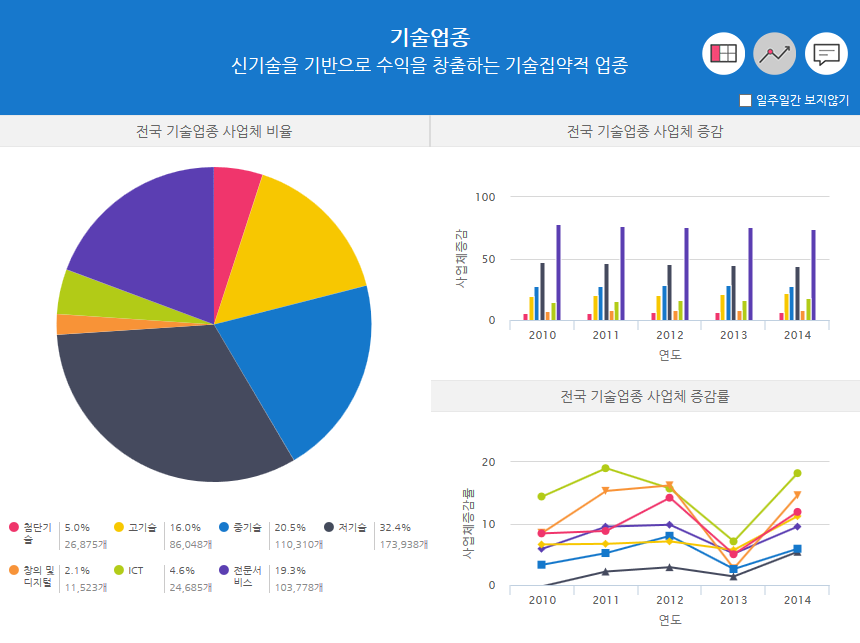 기술업종
신기술을 기반으로 수익을 창출하는 기술집약적 업종
일주일간 보지않기
전국 기술업종 사업체 비율
전국 기술업종 사업체 증감
사업체증감
100
50
0
2010 2011 2012 2013 2014
연도
전국 기술업종 사업체 증감률
사업체증감률
20
10
0
2010 2011 2012 2013 2014
연도
첨단기술 5.0% 26,875개
고기술 16.0% 86,048개
중기술 20.5% 110,310개
저기술 32.4% 173,938개
창의 및 디지털 2.1% 11,523개
ICT 4.6% 24,685개
전문서비스 19.3% 103,778개